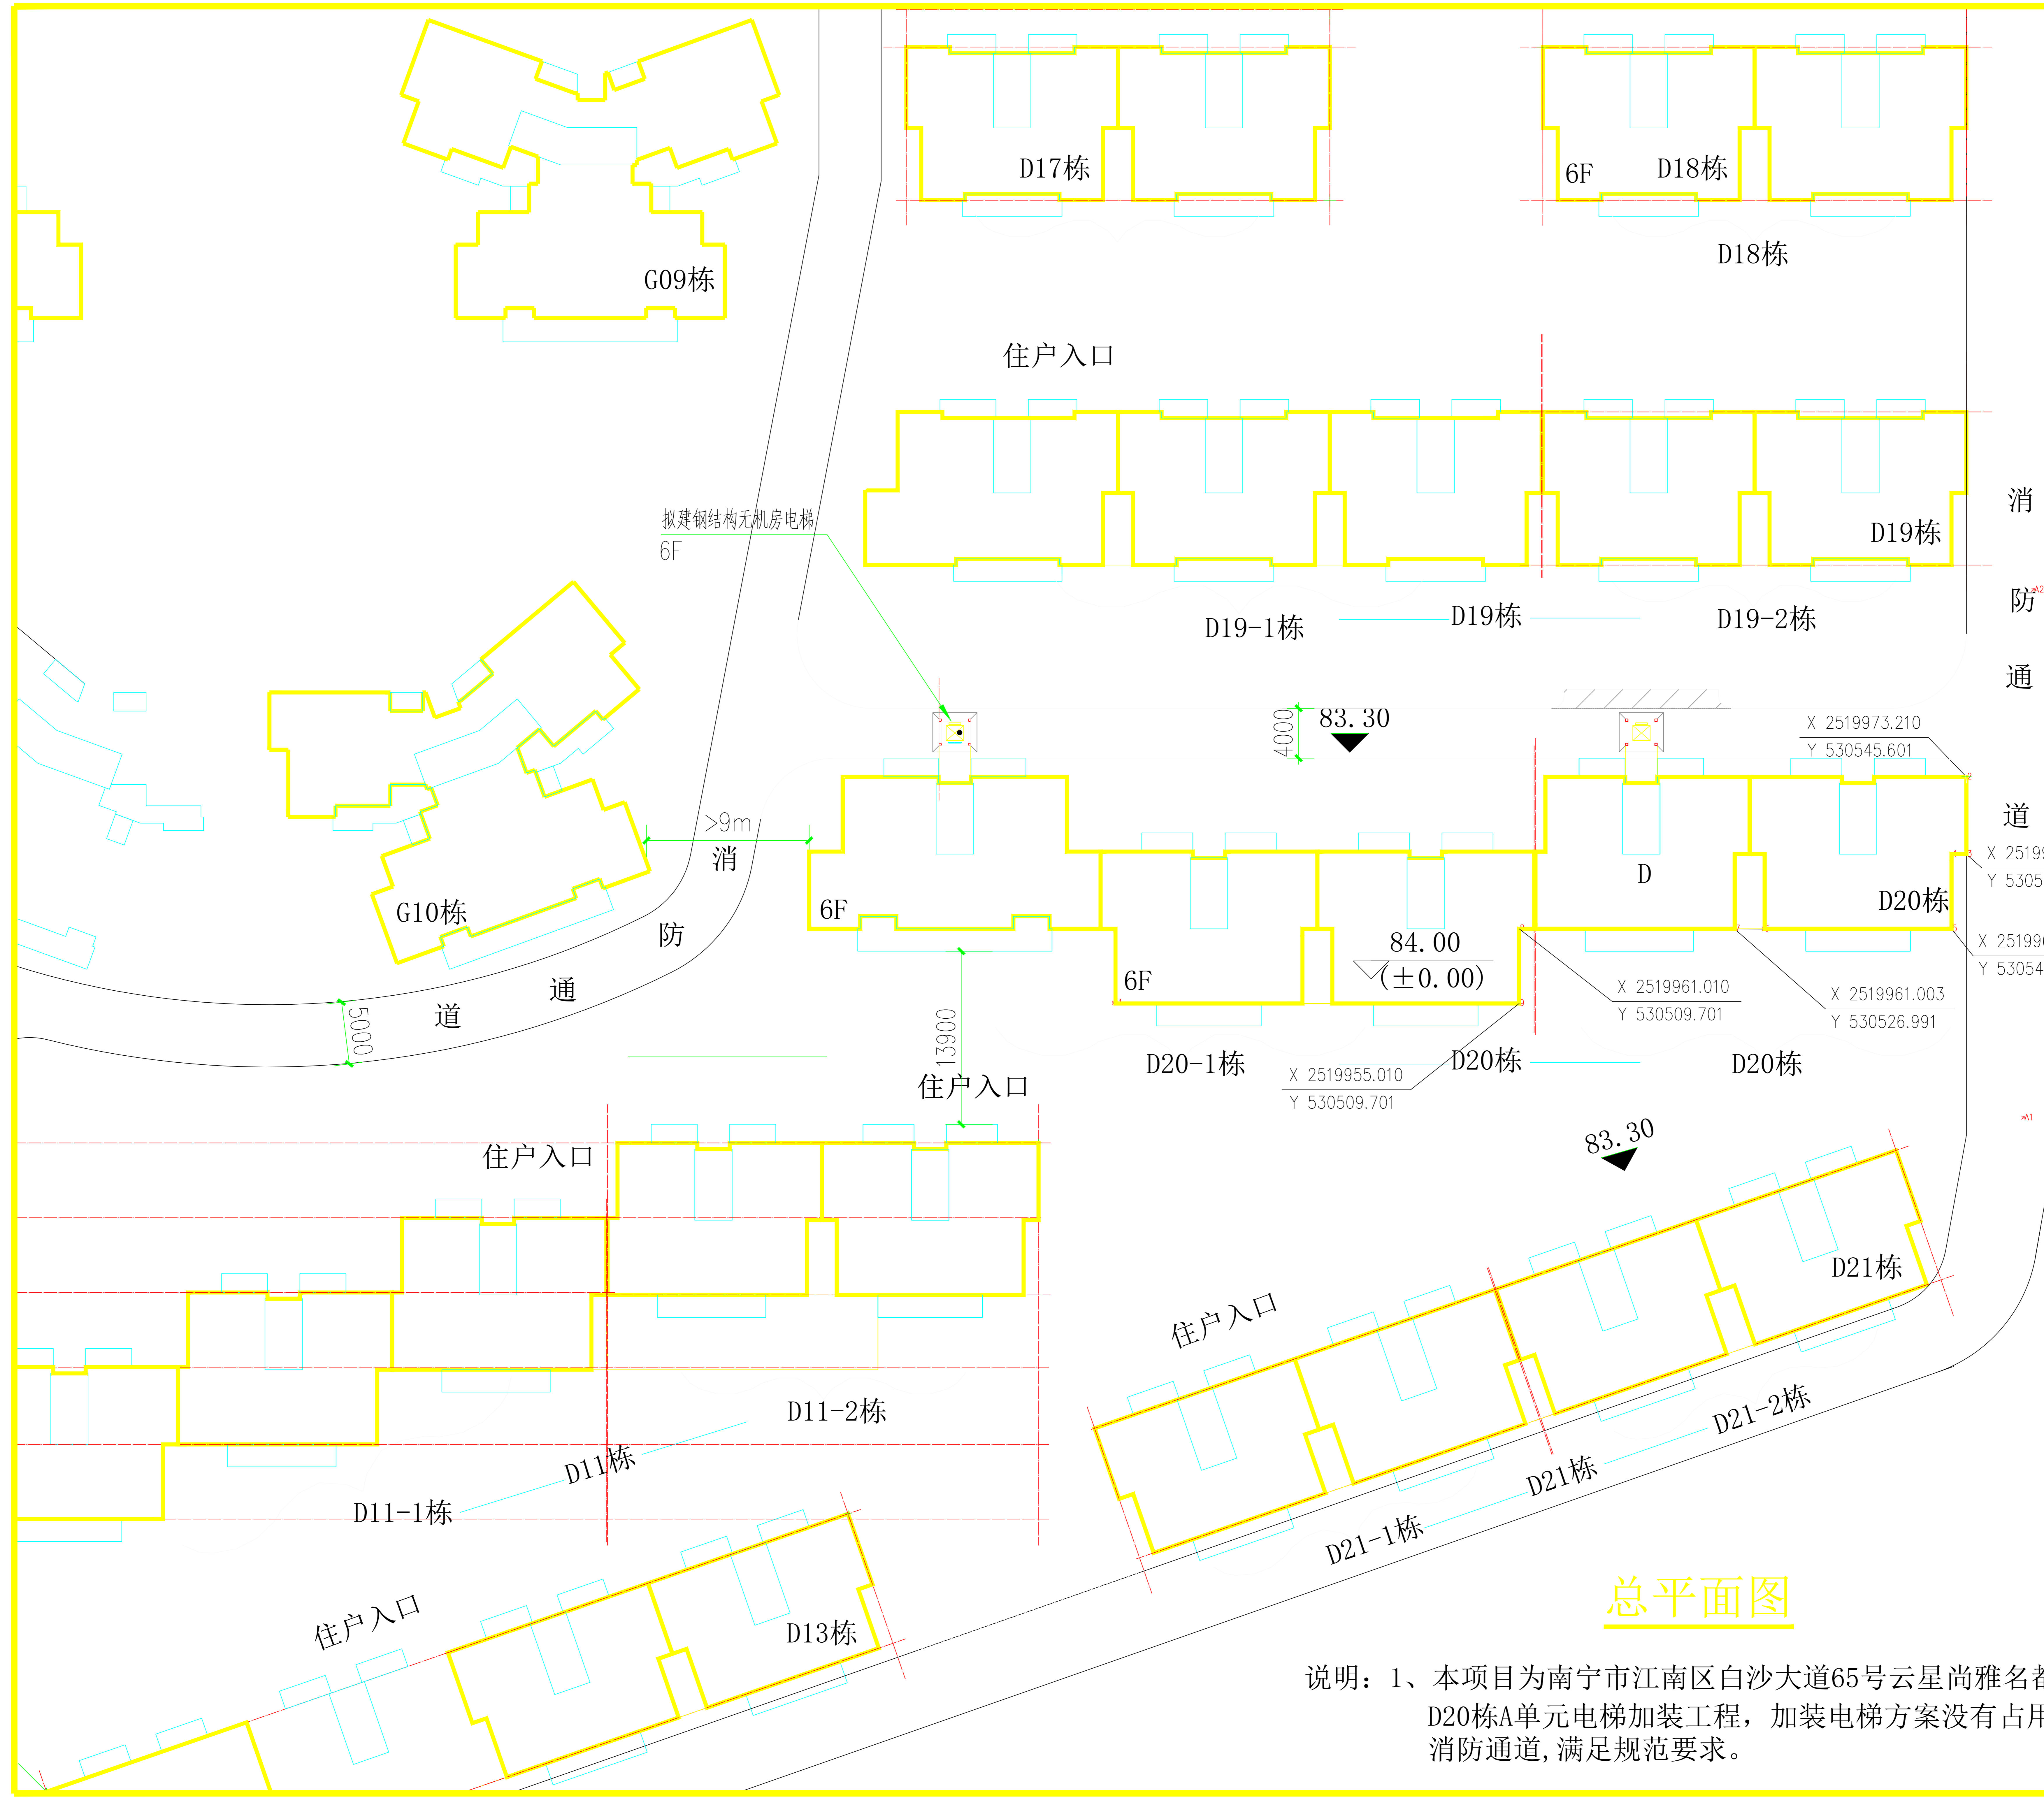 D17栋
6F
D18栋
D18栋
G09栋
住户入口
拟建钢结构无机房电梯
6F
D19栋
消
防
通
道
A2
D19-1栋
D19栋
D19-2栋
4000
83.30
X 2519973.210
Y 530545.601
>9m
消
防
通
道
5000
G10栋
6F
6F
84.00
(±0.00)
D
D20栋
X 2519961.010
Y 530509.701
X 2519961.003
Y 530526.991
13900
D20-1栋
D20栋
D20栋
X 2519955.010
Y 530509.701
A1
住户入口
住户入口
83.30
D21栋
住户入口
D11-2栋
D11栋
D11-1栋
D21-2栋
D21栋
D21-1栋
住户入口
D13栋
总平面图
说明：1、本项目为南宁市江南区白沙大道65号云星尚雅名都
D20栋A单元电梯加装工程，加装电梯方案没有占用
消防通道,满足规范要求。